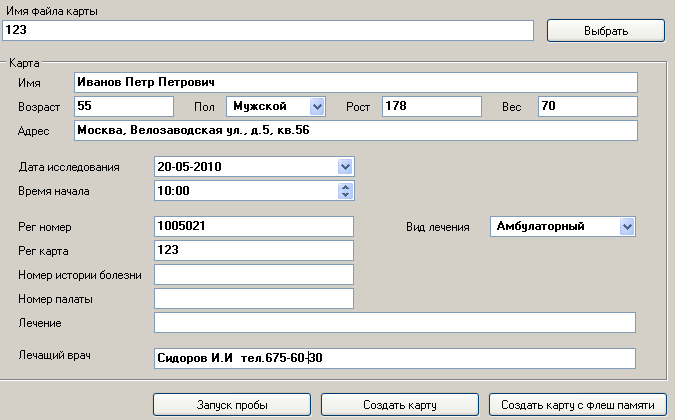 Имя файла карты
123 Выбрать
Карта
Имя Иванов Петр Петрович
Возраст 55 Пол Мужской Рост 178 Вес 70
Адрес Москва, Велозаводская ул., д.5, кв.56
Дата исследования 20-05-2010
Время начала 10:00
Рег номер 1005021 Вид лечения Амбулаторный
Рег карта 123
Номер истории болезни
Номер палаты
Лечение
Лечащий врач Сидоров И.И тел.675-60-30
Запуск пробы Создать карту Создать карту с флеш памяти